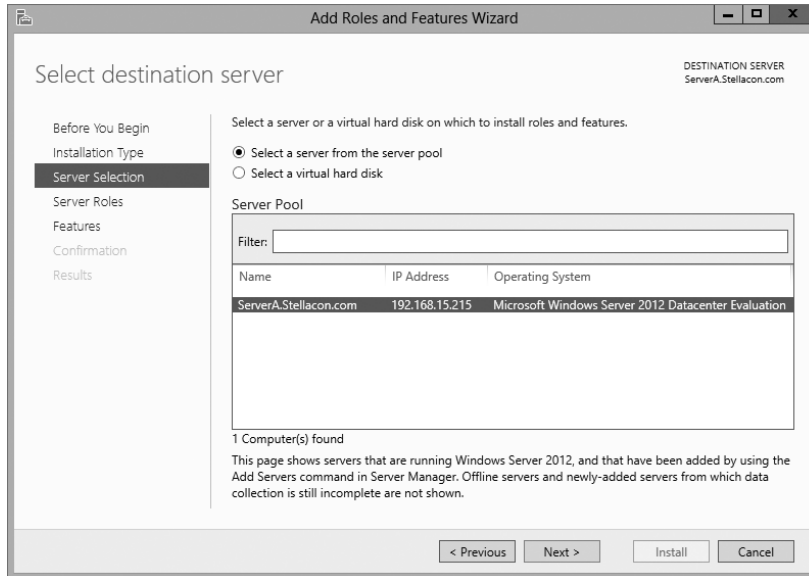 Add Roles and Features Wizard
Select destination server
DESTINATION SERVER
ServerA.Stellacon.com
Before You Begin
Installation Type
Server Selection
Server Roles
Features
Confirmation
Results
Select a server or a virtual hard disk on which to install roles and features.
Select a server from the server pool
Select a virtual hard disk
Server Pool
Filter:
Name IP Address Operating System
ServerA.Stellacon.com 192.168.15.215 Microsoft Windows Server 2012 Datacenter Evaluation
1 Computer(s) found
This page shows servers that are running Windows Server 2012, and that have been added by using the
Add Servers command in Server Manager. Offline servers and newly-added servers from which data
collection is still incomplete are not shown.
< Previous Next > Install Cancel